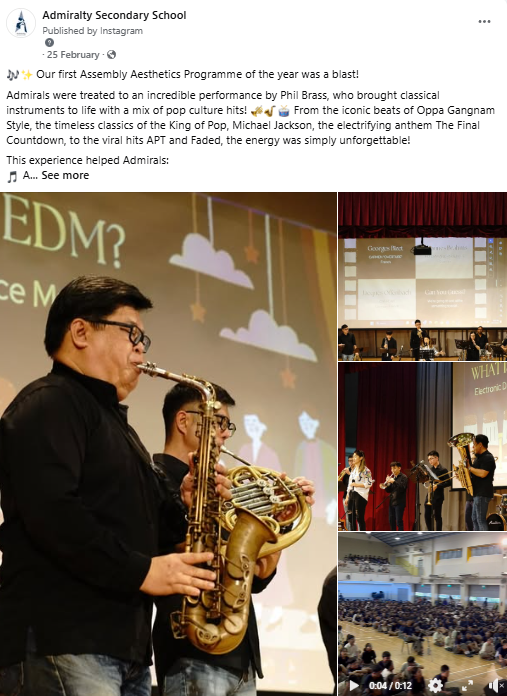 Admiralty Secondary School
Published by Instagram
· 25 February ·
🎶✨ Our first Assembly Aesthetics Programme of the year was a blast!
Admirals were treated to an incredible performance by Phil Brass, who brought classical
instruments to life with a mix of pop culture hits! 🎺🎷🥁 From the iconic beats of Oppa Gangnam
Style, the timeless classics of the King of Pop, Michael Jackson, the electrifying anthem The Final
Countdown, to the viral hits APT and Faded, the energy was simply unforgettable!
This experience helped Admirals:
🎵 A... See more
EDM?
ce M
Georges Bizet
WHAT I
Electronic D
0:04 / 0:12